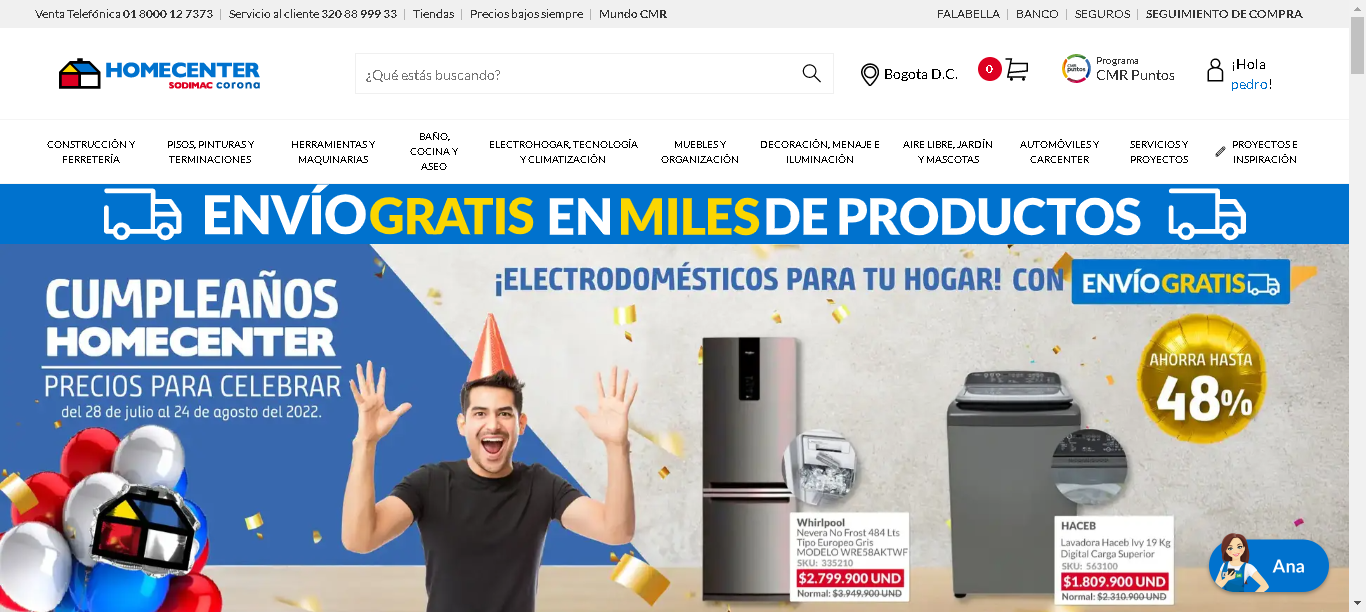 Venta Telefónica 01 8000 12 7373 | Servicio al cliente 320 88 999 33 | Tiendas | Precios bajos siempre | Mundo CMR
FALABELLA | BANCO | SEGUROS | SEGUIMIENTO DE COMPRA
HOMECENTER
SODIMAC corona
¿Qué estás buscando?
Bogota D.C.
0
CMR puntos
Programa
CMR Puntos
¡Hola
pedro!
CONSTRUCCIÓN Y
FERRETERÍA
PISOS, PINTURAS Y
TERMINACIONES
HERRAMIENTAS Y
MAQUINARIAS
BAÑO,
COCINA Y
ASEO
ELECTROHOGAR, TECNOLOGÍA
Y CLIMATIZACIÓN
MUEBLES Y
ORGANIZACIÓN
DECORACIÓN, MENAJE E
ILUMINACIÓN
AIRE LIBRE, JARDÍN
Y MASCOTAS
AUTOMÓVILES Y
CARCENTER
SERVICIOS Y
PROYECTOS
PROYECTOS E
INSPIRACIÓN
ENVÍO GRATIS EN MILES DE PRODUCTOS
CUMPLEAÑOS
HOMECENTER
PRECIOS PARA CELEBRAR
del 28 de julio al 24 de agosto del 2022.
¡ELECTRODOMÉSTICOS PARA TU HOGAR! CON ENVÍO GRATIS
AHORRA HASTA
48%
Whirlpool
Nevera No Frost 484 Lts
Tipo Europeo Gris
MODELO WRE58AKTWF
SKU: 335210
$2.799.900 UND
Normal: $3.949.900 UND
HACEB
Lavadora Haceb Ivy 19 Kg
Digital Carga Superior
SKU: 563100
$1.809.900 UND
Normal: $2.310.900 UND
Ana